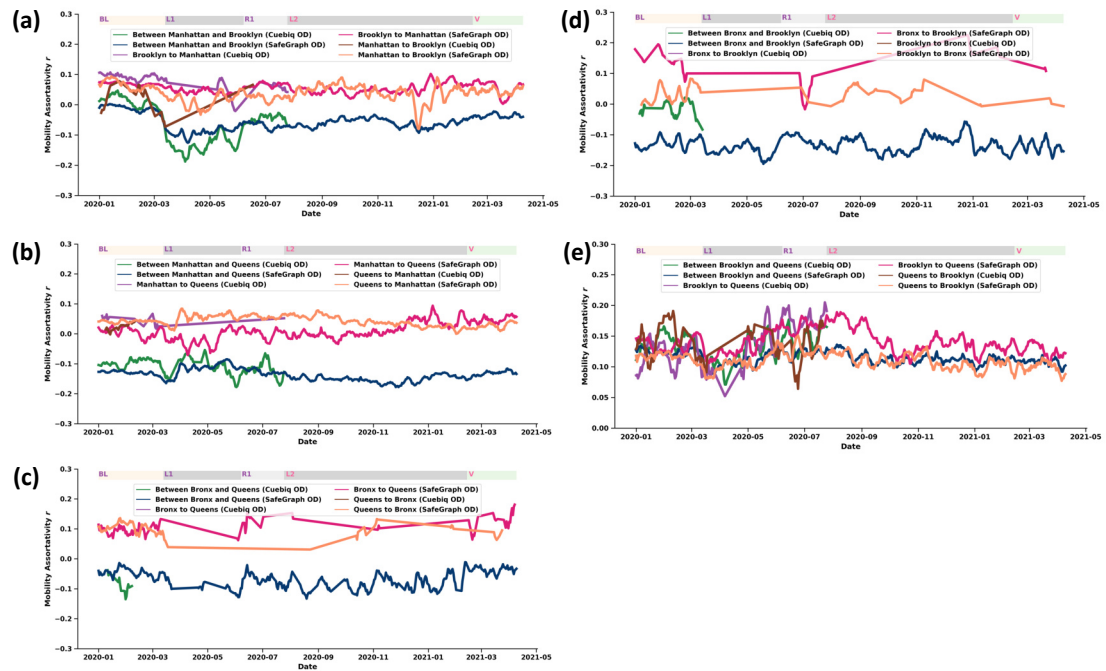 (a)
BL L1 R1 L2 V
Between Manhattan and Brooklyn (Cuebiq OD) Brooklyn to Manhattan (SafeGraph OD)
Between Manhattan and Brooklyn (SafeGraph OD) Manhattan to Brooklyn (Cuebiq OD)
Brooklyn to Manhattan (Cuebiq OD) Manhattan to Brooklyn (SafeGraph OD)
Mobility Assortativity r
0.3
0.2
0.1
0.0
−0.1
−0.2
−0.3
2020-01 2020-03 2020-05 2020-07 2020-09 2020-11 2021-01 2021-03 2021-05
Date
(b)
BL L1 R1 L2 V
Between Manhattan and Queens (Cuebiq OD) Manhattan to Queens (SafeGraph OD)
Between Manhattan and Queens (SafeGraph OD) Queens to Manhattan (Cuebiq OD)
Manhattan to Queens (Cuebiq OD) Queens to Manhattan (SafeGraph OD)
Mobility Assortativity r
0.3
0.2
0.1
0.0
−0.1
−0.2
−0.3
2020-01 2020-03 2020-05 2020-07 2020-09 2020-11 2021-01 2021-03 2021-05
Date
(c)
BL L1 R1 L2 V
Between Bronx and Queens (Cuebiq OD) Bronx to Queens (SafeGraph OD)
Between Bronx and Queens (SafeGraph OD) Queens to Bronx (Cuebiq OD)
Bronx to Queens (Cuebiq OD) Queens to Bronx (SafeGraph OD)
Mobility Assortativity r
0.3
0.2
0.1
0.0
−0.1
−0.2
−0.3
2020-01 2020-03 2020-05 2020-07 2020-09 2020-11 2021-01 2021-03 2021-05
Date
(d)
BL L1 R1 L2 V
Between Bronx and Brooklyn (Cuebiq OD) Bronx to Brooklyn (SafeGraph OD)
Between Bronx and Brooklyn (SafeGraph OD) Brooklyn to Bronx (Cuebiq OD)
Bronx to Brooklyn (Cuebiq OD) Brooklyn to Bronx (SafeGraph OD)
Mobility Assortativity r
0.3
0.2
0.1
0.0
−0.1
−0.2
−0.3
2020-01 2020-03 2020-05 2020-07 2020-09 2020-11 2021-01 2021-03 2021-05
Date
(e)
BL L1 R1 L2 V
Between Brooklyn and Queens (Cuebiq OD) Brooklyn to Queens (SafeGraph OD)
Between Brooklyn and Queens (SafeGraph OD) Queens to Brooklyn (Cuebiq OD)
Brooklyn to Queens (Cuebiq OD) Queens to Brooklyn (SafeGraph OD)
Mobility Assortativity r
0.30
0.25
0.20
0.15
0.10
0.05
0.00
2020-01 2020-03 2020-05 2020-07 2020-09 2020-11 2021-01 2021-03 2021-05
Date